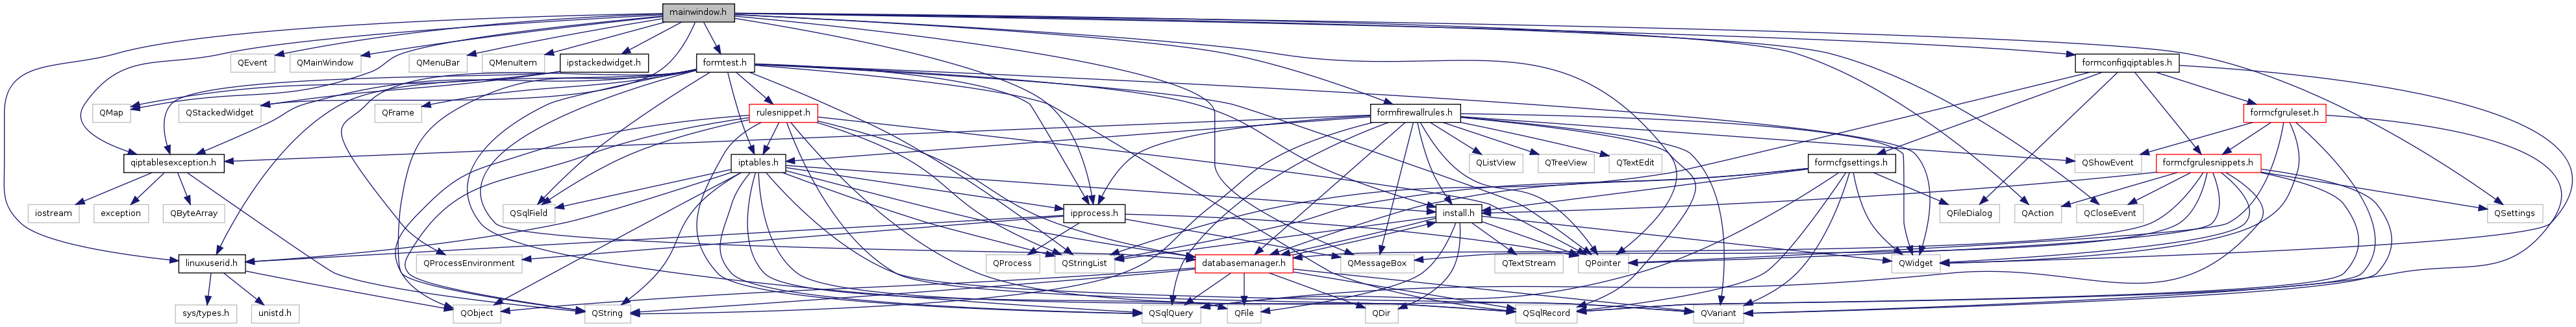 mainwindow.h
QEvent
QMainWindow
QMenuBar
QMenuItem
ipstackedwidget.h
formtest.h
formconfigqiptables.h
QMap
QStackedWidget
QFrame
rulesnippet.h
formfirewallrules.h
formcfgruleset.h
qiptablesexception.h
iptables.h
QListView
QTreeView
QTextEdit
formcfgsettings.h
QShowEvent
formcfgrulesnippets.h
iostream
exception
QByteArray
QSqlField
ipprocess.h
install.h
QFileDialog
QAction
QCloseEvent
QSettings
linuxuserid.h
QProcessEnvironment
QProcess
QStringList
databasemanager.h
QMessageBox
QTextStream
QPointer
QWidget
sys/types.h
unistd.h
QObject
QString
QSqlQuery
QFile
QDir
QSqlRecord
QVariant